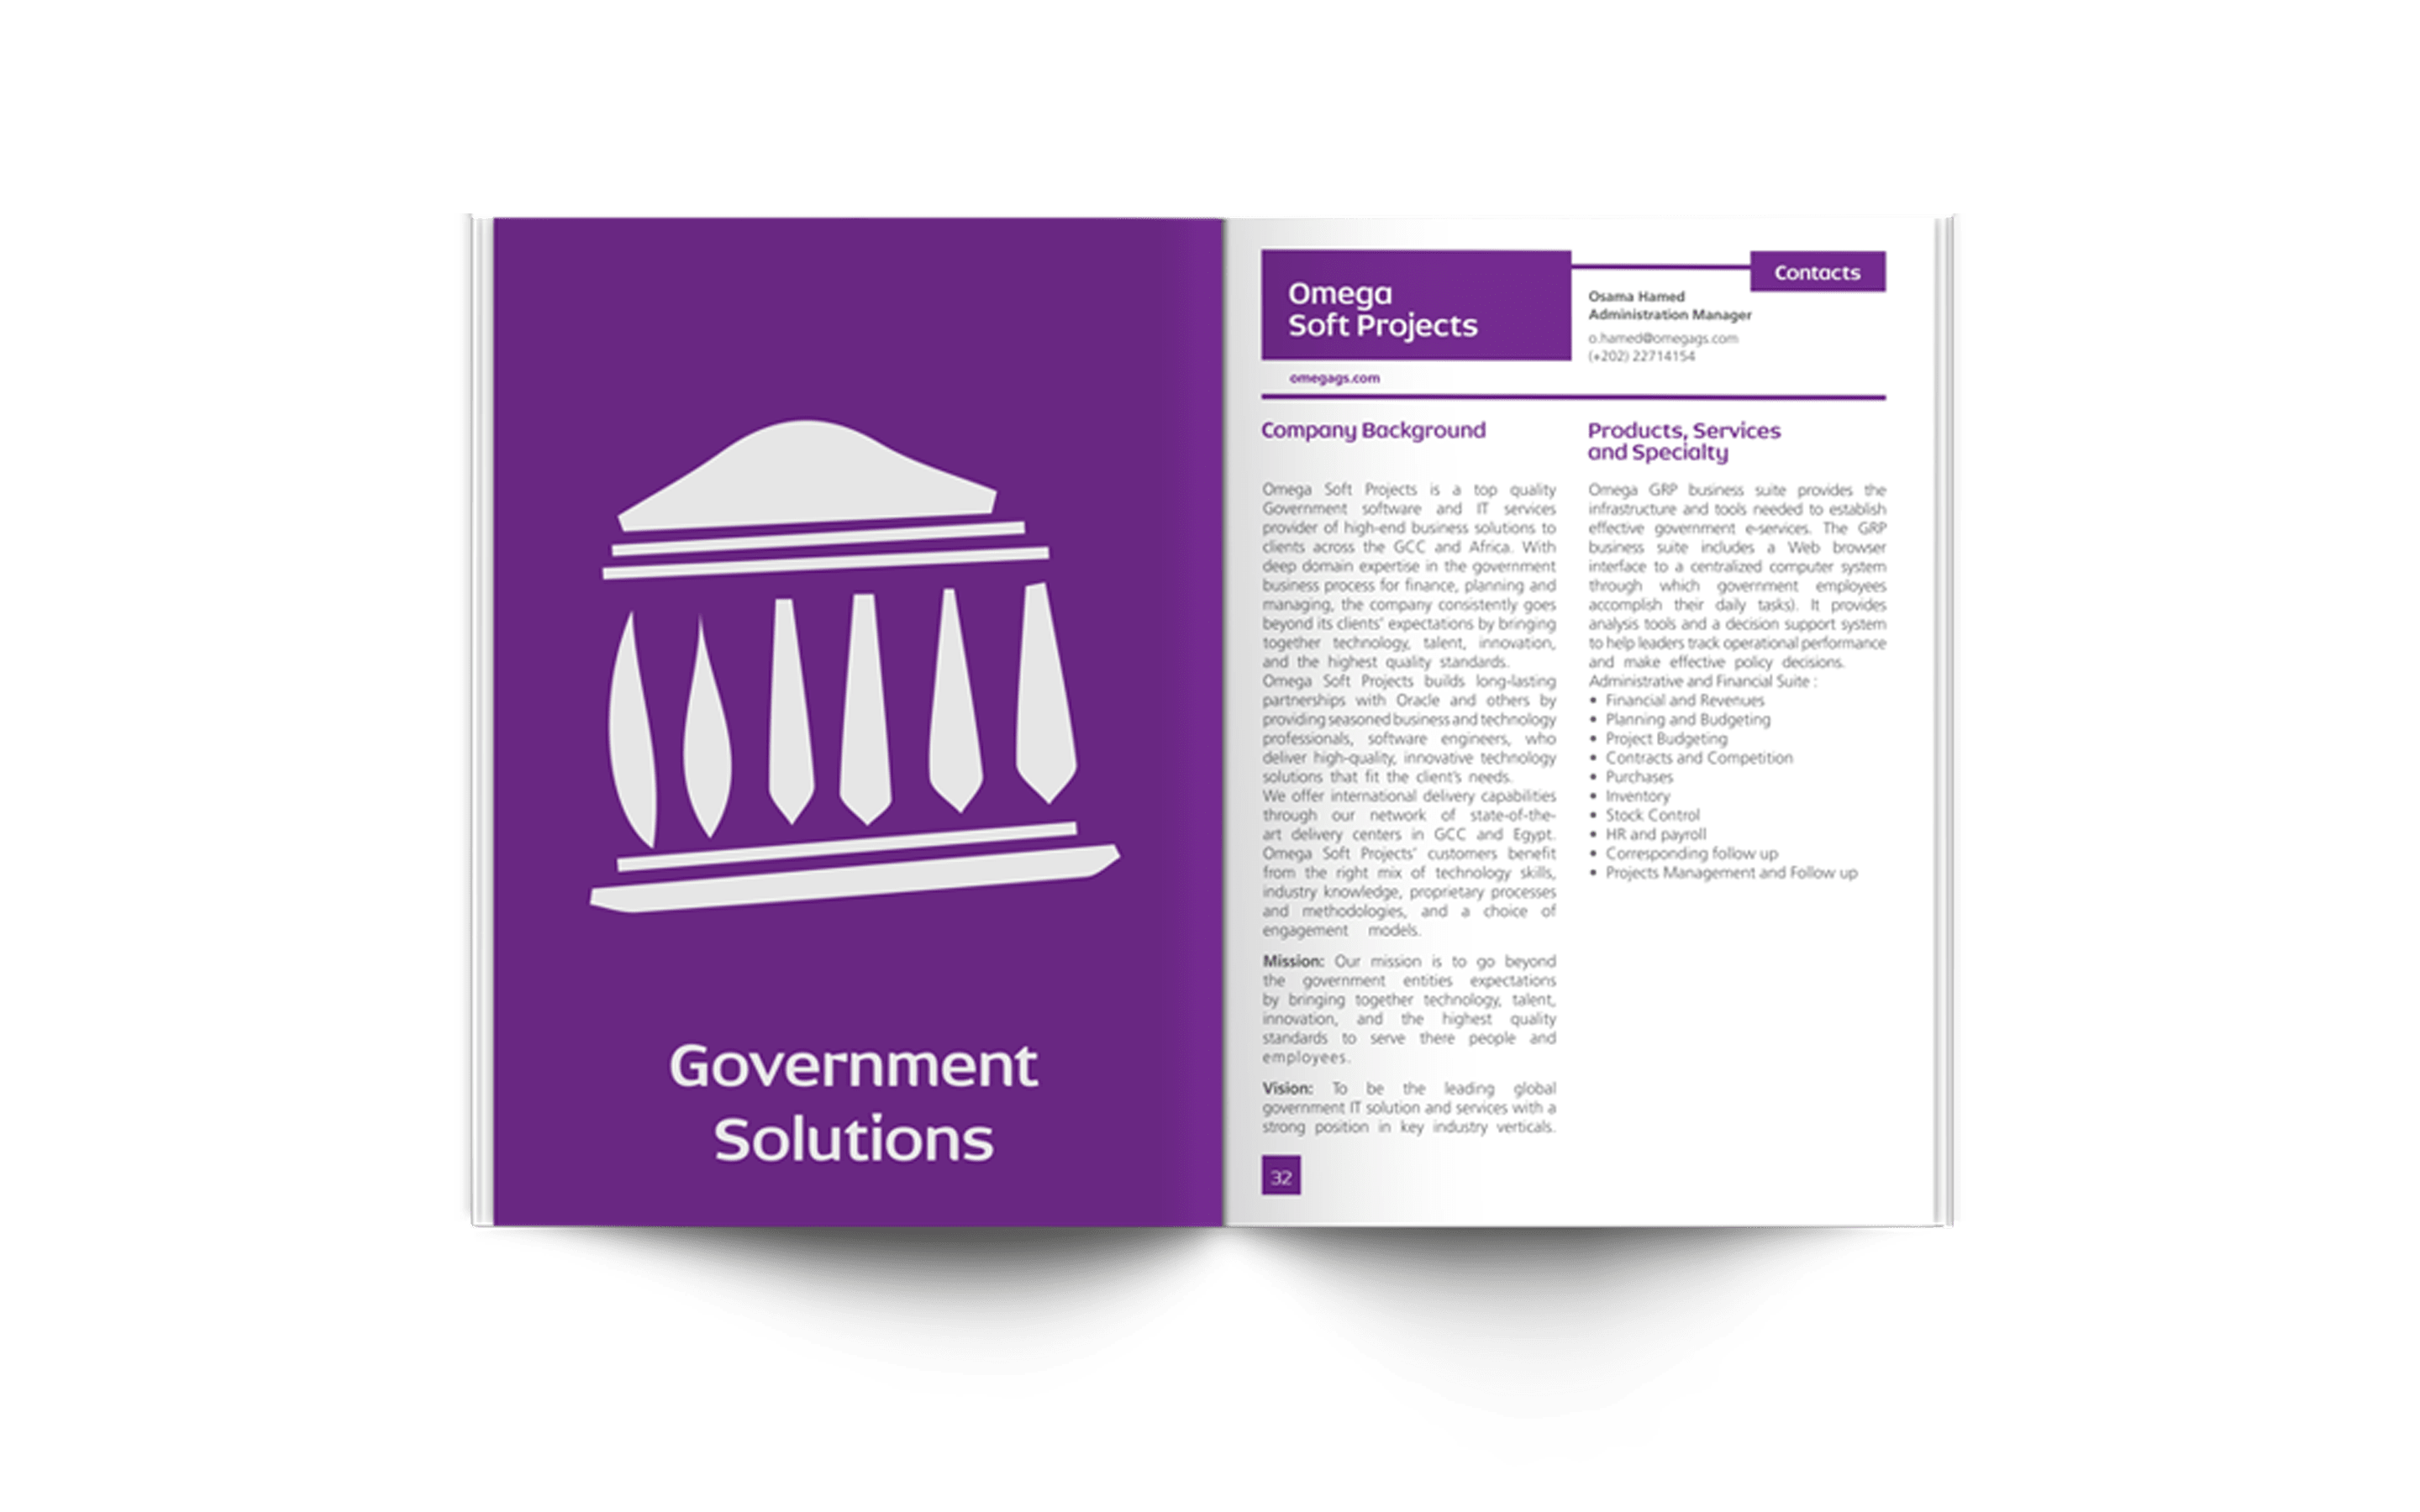 Government
Solutions
Omega
Soft Projects
omegags.com
Contacts
Osama Hamed
Administration Manager
o.hamed@omegags.com
(+202) 22714154
Company Background
Omega Soft Projects is a top quality
Government software and IT services
provider of high-end business solutions to
clients across the GCC and Africa. With
deep domain expertise in the government
business process for finance, planning and
managing, the company consistently goes
beyond its clients' expectations by bringing
together technology, talent, innovation,
and the highest quality standards.
Omega Soft Projects builds long-lasting
partnerships with Oracle and others by
providing seasoned business and technology
professionals, software engineers, who
deliver high-quality, innovative technology
solutions that fit the client's needs.
We offer international delivery capabilities
through our network of state-of-the-
art delivery centers in GCC and Egypt.
Omega Soft Projects' customers benefit
from the right mix of technology skills,
industry knowledge, proprietary processes
and methodologies, and a choice of
engagement models.
Mission: Our mission is to go beyond
the government entities expectations
by bringing together technology, talent,
innovation, and the highest quality
standards to serve there people and
employees.
Vision: To be the leading global
government IT solution and services with a
strong position in key industry verticals.
Products, Services
and Specialty
Omega GRP business suite provides the
infrastructure and tools needed to establish
effective government e-services. The GRP
business suite includes a Web browser
interface to a centralized computer system
through which government employees
accomplish their daily tasks). It provides
analysis tools and a decision support system
to help leaders track operational performance
and make effective policy decisions.
Administrative and Financial Suite :
• Financial and Revenues
• Planning and Budgeting
• Project Budgeting
• Contracts and Competition
• Purchases
• Inventory
• Stock Control
• HR and payroll
• Corresponding follow up
• Projects Management and Follow up
32